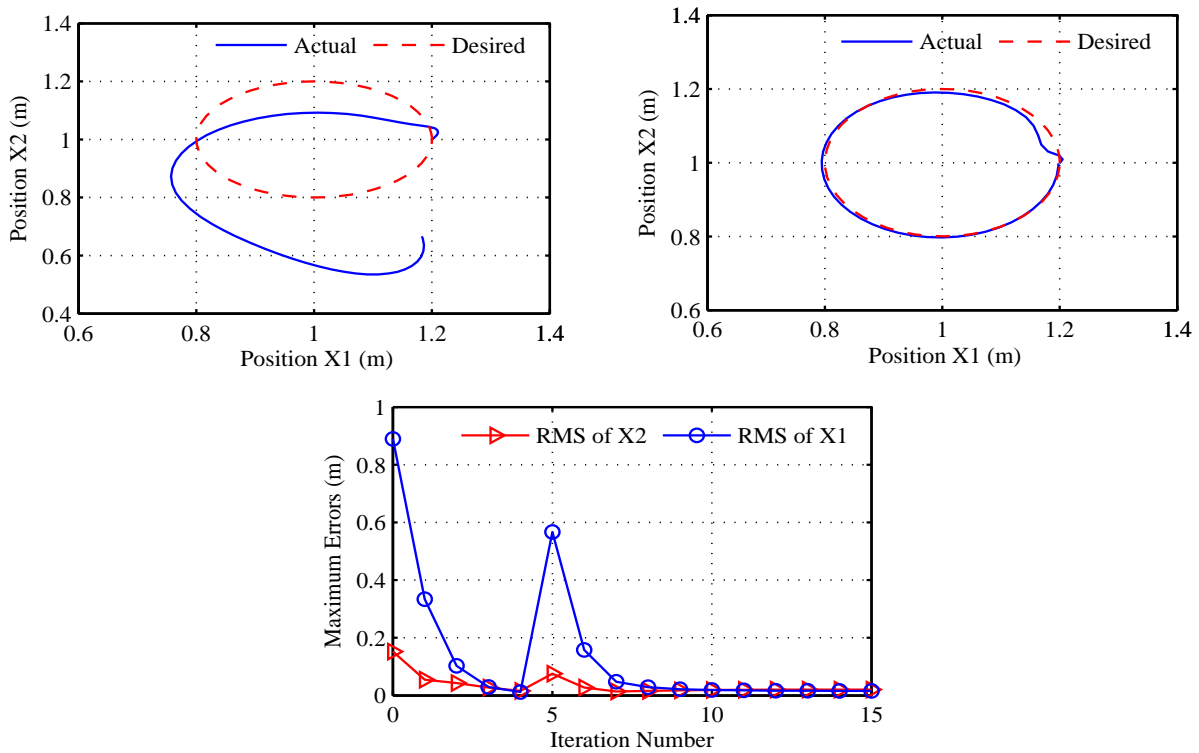 1.4
Actual
Desired
1.2
1
0.8
0.6
0.4
0.6
0.8
1
1.2
1.4
Position X2 (m)
Position X1 (m)
1.4
Actual
Desired
1.2
1
0.8
0.6
0.6
0.8
1
1.2
1.4
Position X2 (m)
Position X1 (m)
1
RMS of X2
RMS of X1
0.8
0.6
0.4
0.2
0
0
5
10
15
Maximum Errors (m)
Iteration Number